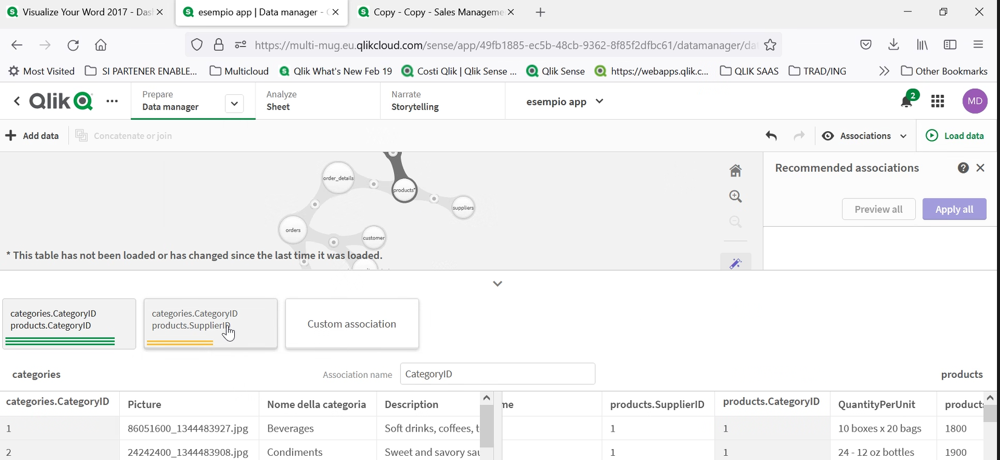 Visualize Your Word 2017 - Das
esempio app | Data manager -
Copy - Copy - Sales Manageme
https://multi-mug.eu.qlikcloud.com/sense/app/49fb1885-ec5b-48cb-9362-8f85f2dfbc61/datamanager/da
Most Visited
SI PARTENER ENABLE...
Multicloud
Qlik What's New Feb 19
Costi Qlik | Qlik Sense ...
Qlik Sense
https://webapps.qlik.c...
QLIK SAAS
TRAD/ING
Other Bookmarks
Qlik
Prepare
Data manager
Analyze
Sheet
Narrate
Storytelling
esempio app
2
MD
Add data
Concatenate or join
Associations
Load data
order_details
products*
suppliers
orders
customer
* This table has not been loaded or has changed since the last time it was loaded.
Recommended associations
Preview all
Apply all
categories.CategoryID
products.CategoryID
categories.CategoryID
products.SupplierID
Custom association
categories
Association name
CategoryID
products
categories.CategoryID Picture Nome della categoria Description me products.SupplierID products.CategoryID QuantityPerUnit products
1 86051600_1344483927.jpg Beverages Soft drinks, coffees, t 1 1 10 boxes x 20 bags 1800
2 24242400_1344483908.jpg Condiments Sweet and savory sau 1 1 24 - 12 oz bottles 1900